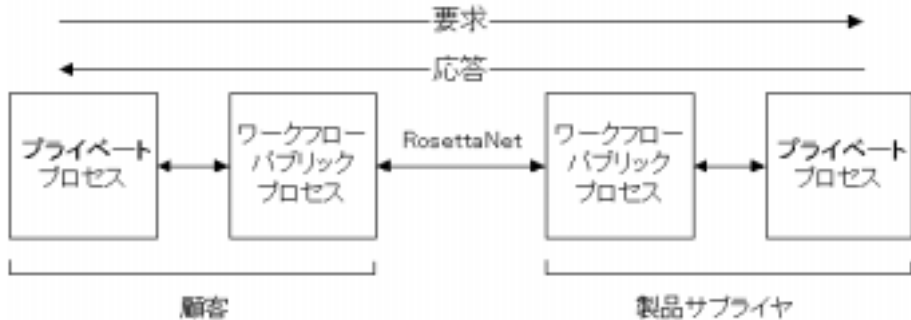 要求
応答
プライベート
プロセス
ワークフロー
パブリック
プロセス
RosettaNet
ワークフロー
パブリック
プロセス
プライベート
プロセス
顧客
製品サプライヤ